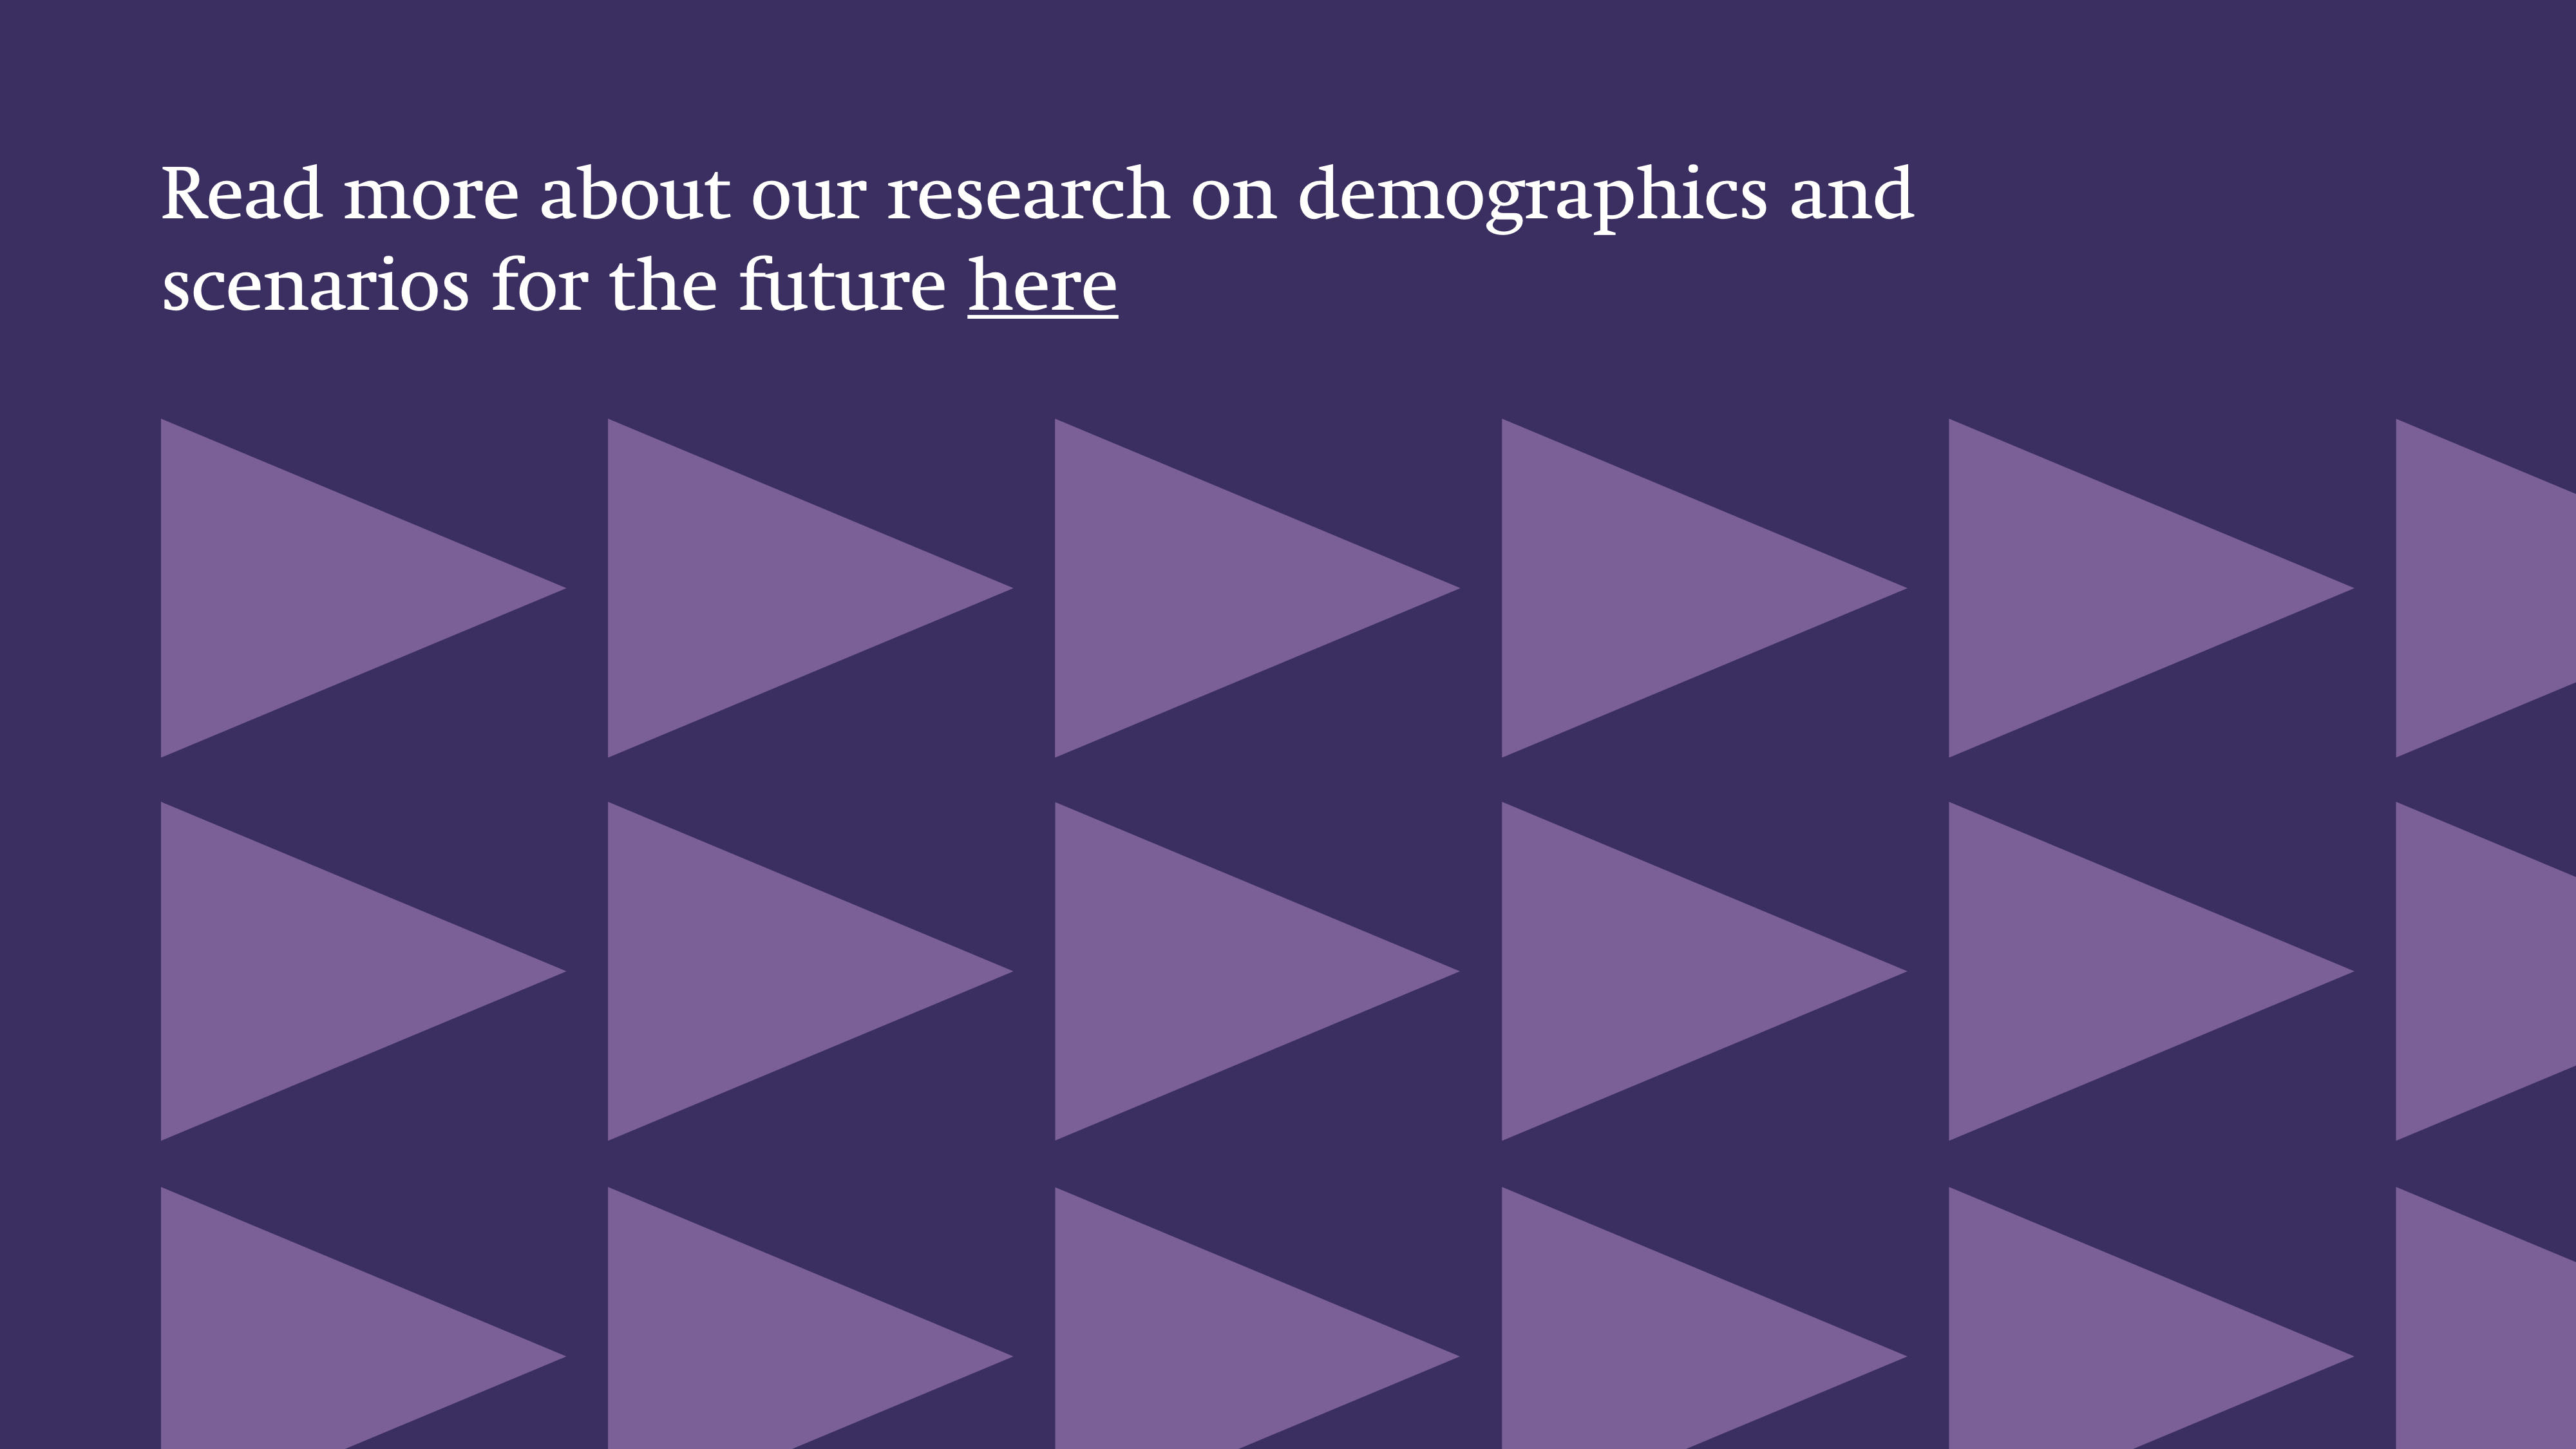 Read more about our research on demographics and
scenarios for the future here